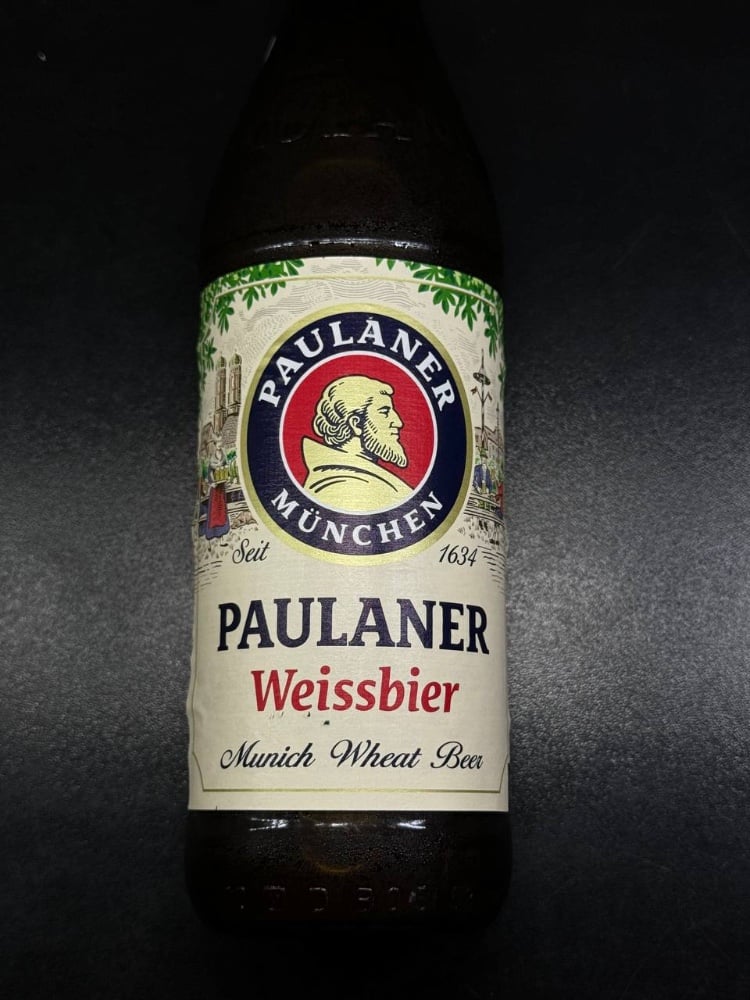 PAULANER
MÜNCHEN
Seit 1634
PAULANER
Weissbier
Munich Wheat Beer